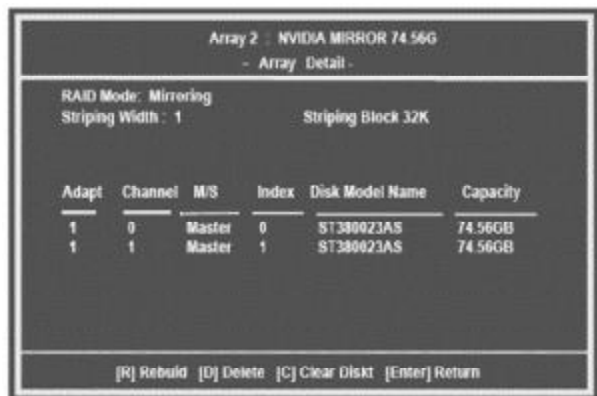 Array 2 : NVIDIA MIRROR 74.56G
- Array Detail -
RAID Mode: Mirroring
Striping Width : 1 Striping Block 32K
Adapt Channel M/S Index Disk Model Name Capacity
1 0 Master 0 ST380023AS 74.56GB
1 1 Master 1 ST380023AS 74.56GB
[R] Rebuild [D] Delete [C] Clear Diskt [Enter] Return